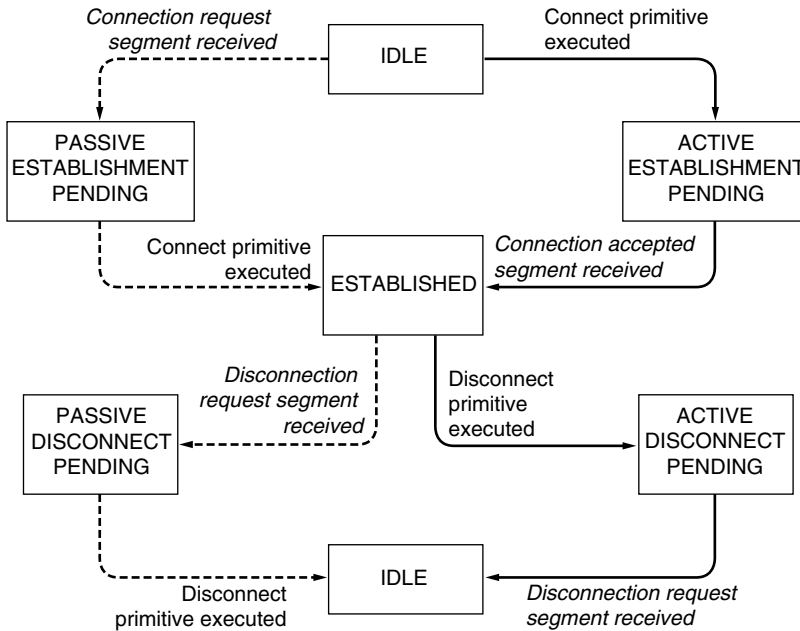 Connection request
segment received
IDLE
Connect primitive
executed
PASSIVE
ESTABLISHMENT
PENDING
ACTIVE
ESTABLISHMENT
PENDING
Connect primitive
executed
ESTABLISHED
Connection accepted
segment received
Disconnection
request segment
received
Disconnect
primitive
executed
PASSIVE
DISCONNECT
PENDING
ACTIVE
DISCONNECT
PENDING
Disconnect
primitive executed
IDLE
Disconnection request
segment received